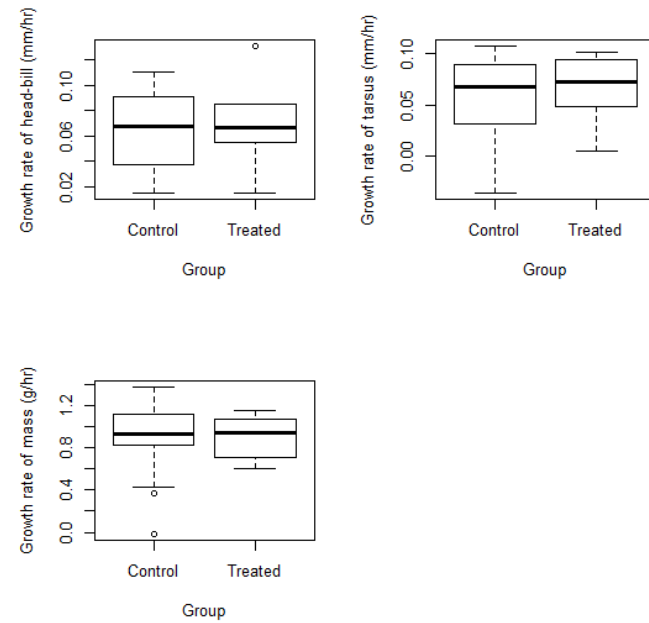 Growth rate of head-bill (mm/hr)
0.10
0.06
0.02
Control Treated
Group
Growth rate of tarsus (mm/hr)
0.10
0.05
0.00
Control Treated
Group
Growth rate of mass (g/hr)
1.2
0.8
0.4
0.0
Control Treated
Group